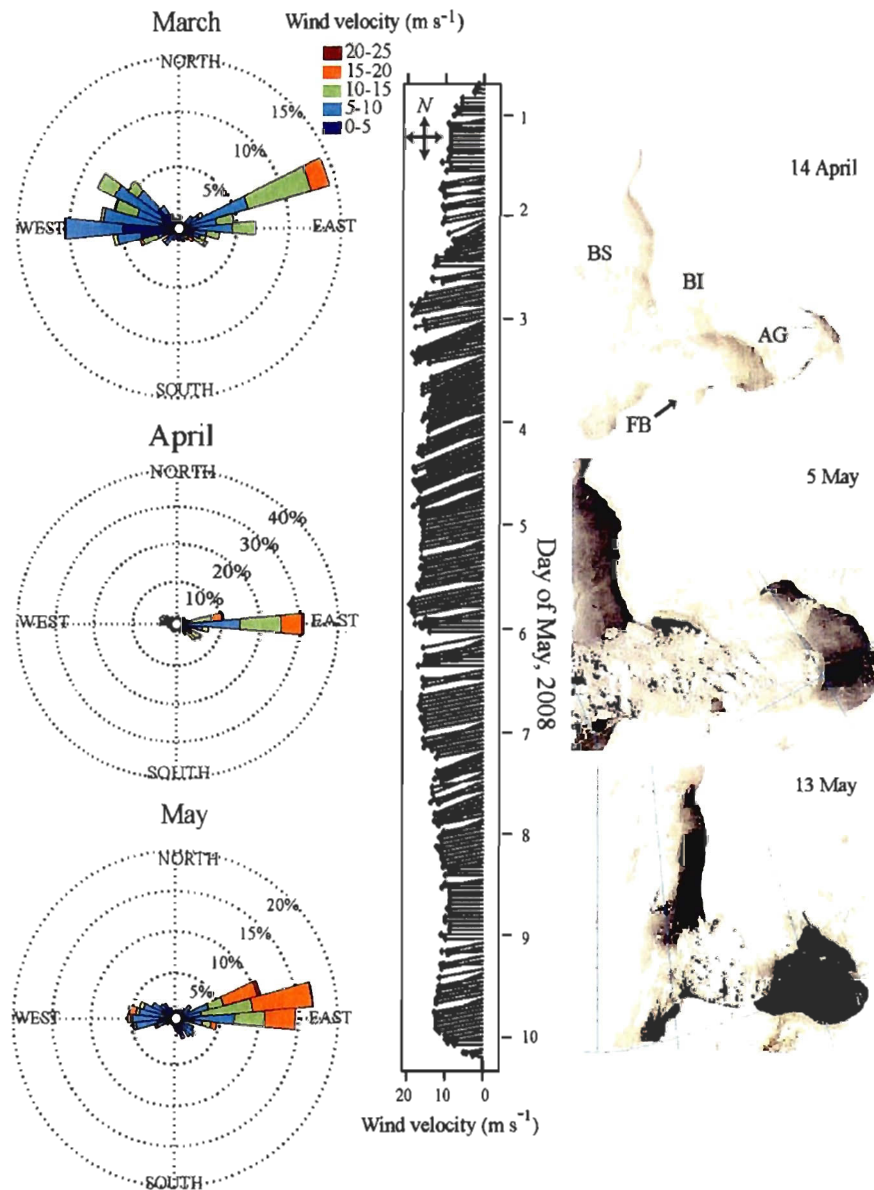 March
Wind velocity (m s⁻¹)
20-25
15-20
10-15
5-10
0-5
NORTH
15%
10%
5%
WEST
EAST
SOUTH
April
NORTH
40%
30%
20%
10%
WEST
EAST
SOUTH
May
NORTH
20%
15%
10%
5%
WEST
EAST
SOUTH
N
1
2
3
4
5
6
7
8
9
10
Day of May, 2008
20 10 0
Wind velocity (m s⁻¹)
14 April
BS
BI
AG
FB
5 May
13 May